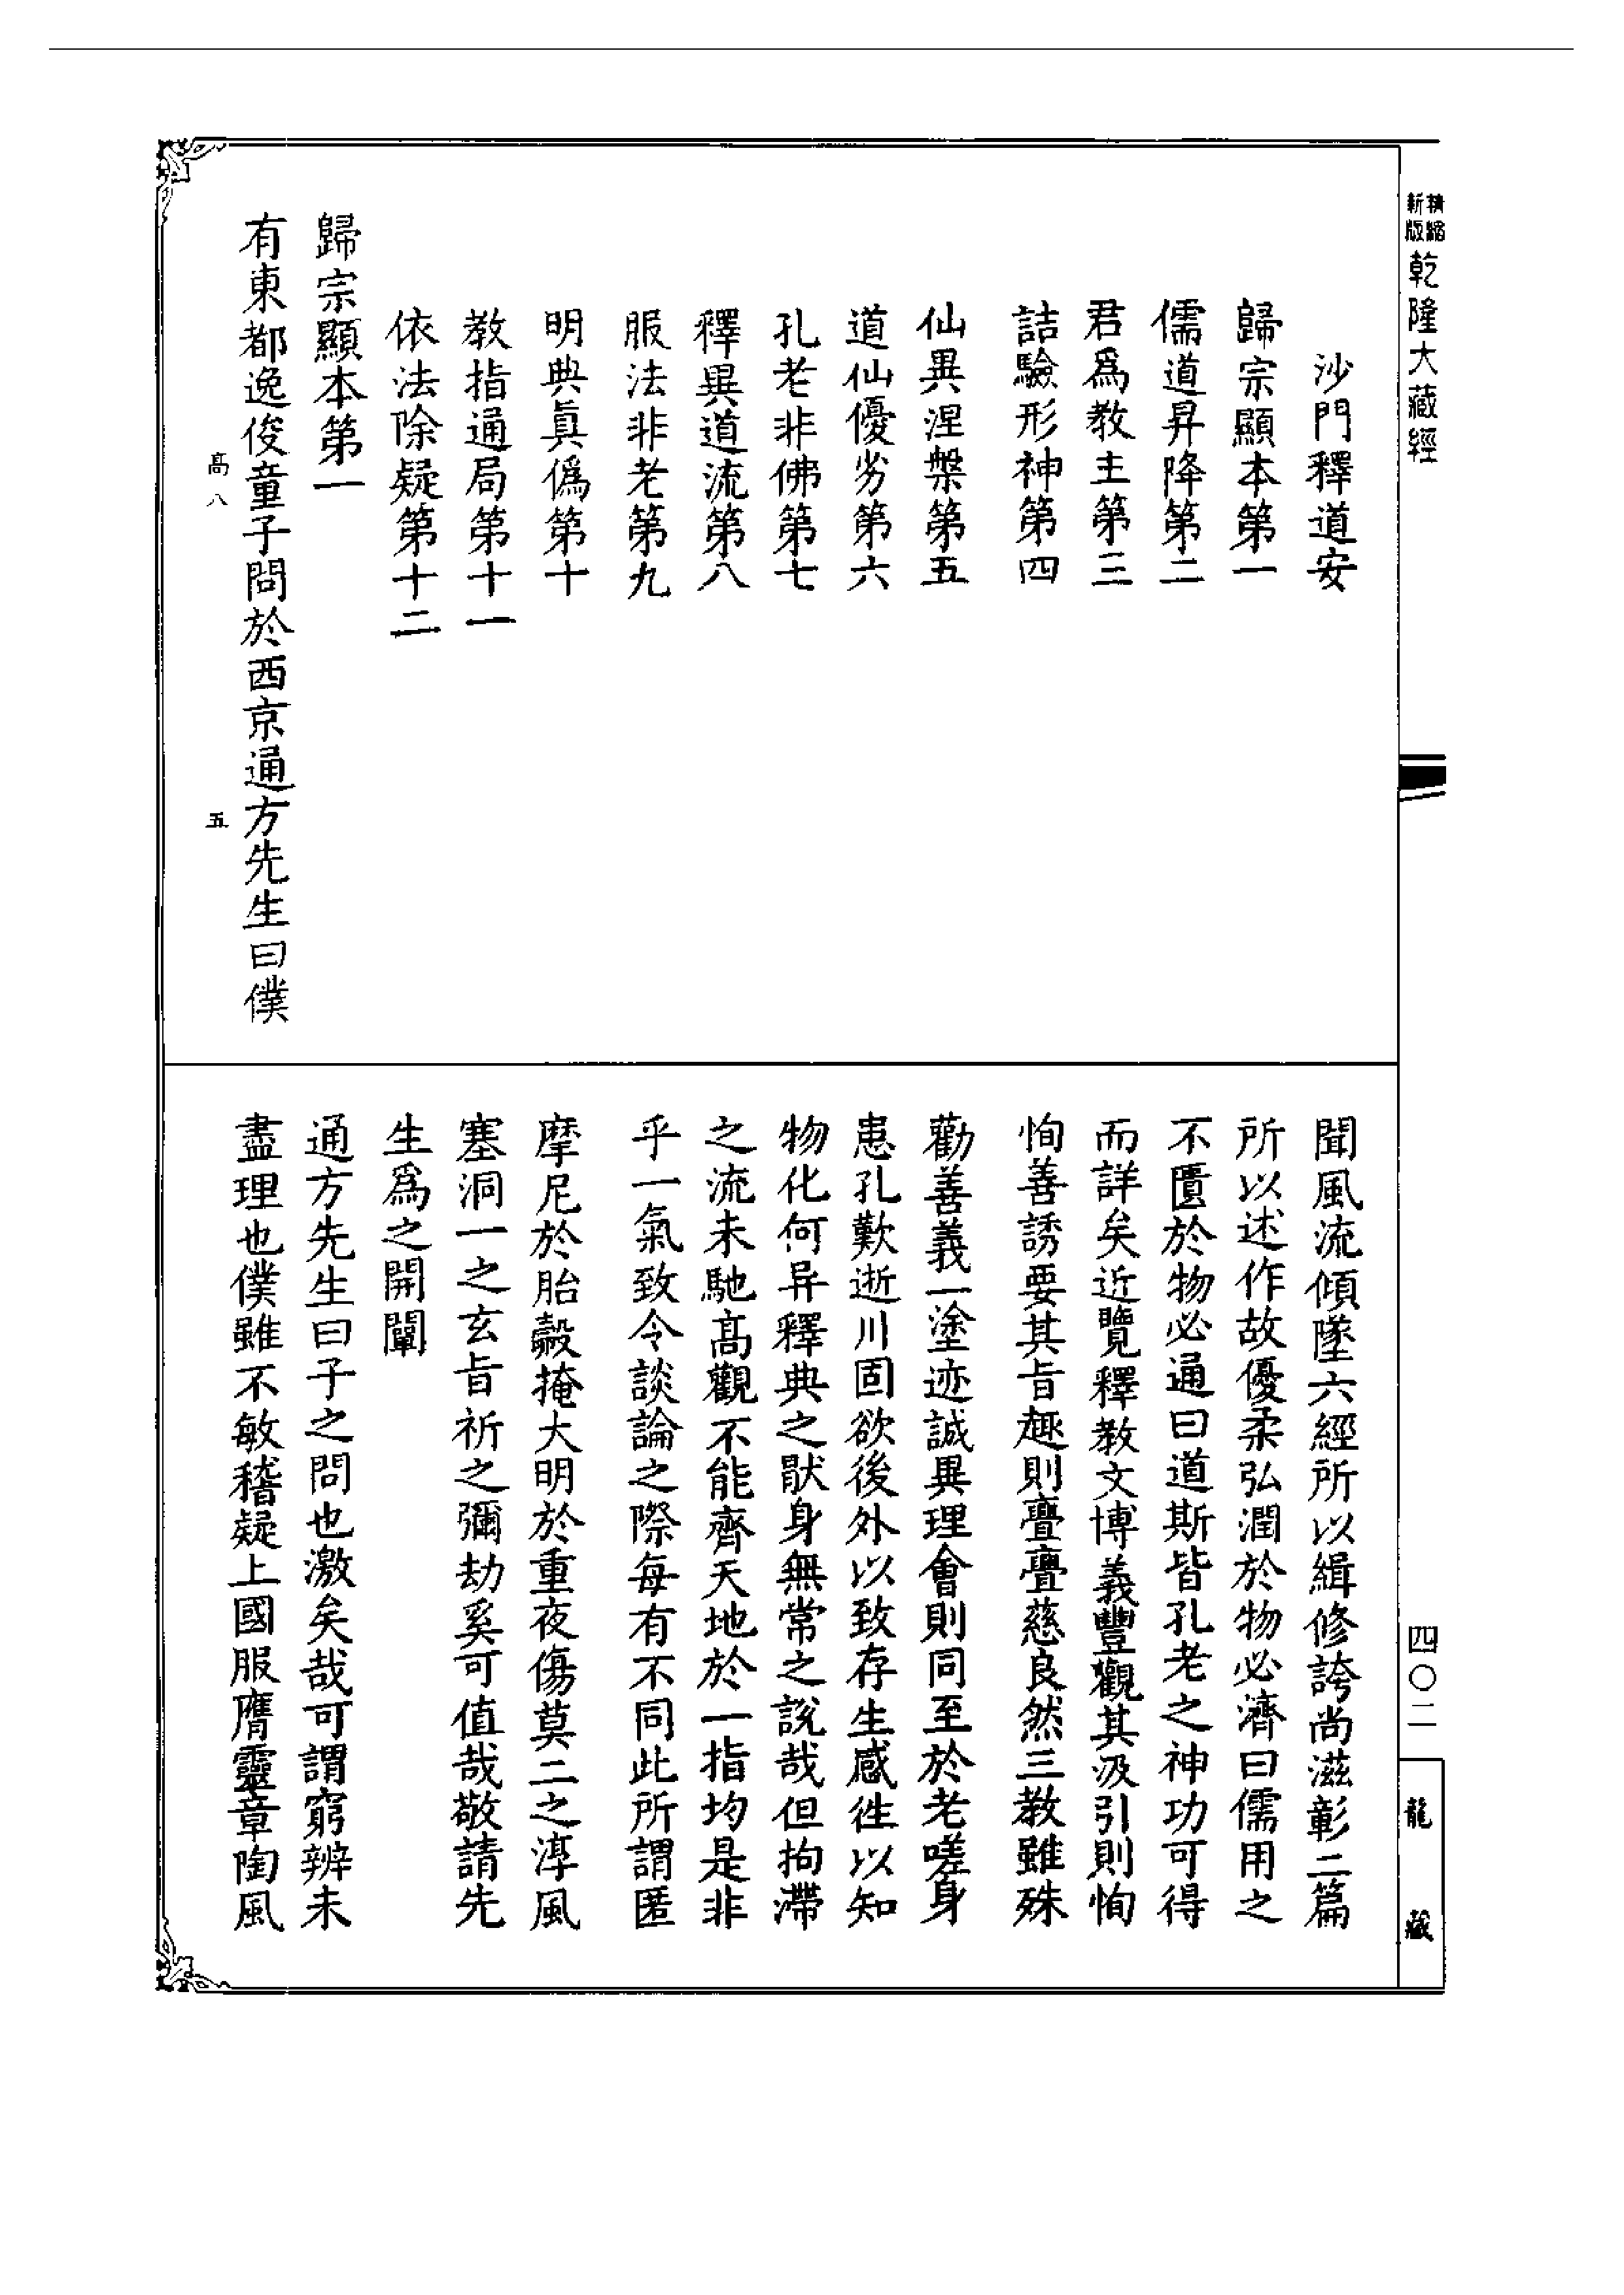 精縮
新版
乾隆大藏經
四〇二
龍藏
沙門釋道安
歸宗顯本第一
儒道昇降第二
君爲教主第三
詰驗形神第四
仙異涅槃第五
道仙優劣第六
孔老非佛第七
釋異道流第八
服法非老第九
明典真僞第十
教指通局第十一
依法除疑第十二
歸宗顯本第一
有東都逸俊童子問於西京通方先生曰僕
高八
五
聞風流傾墜六經所以緝修誇尚滋彰二篇
所以述作故優柔弘潤於物必濟曰儒用之
不匱於物必通曰道斯皆孔老之神功可得
而詳矣近覽釋教文博義豐觀其汲引則恂
恂善誘要其旨趣則亹亹慈良然三教雖殊
勸善義一塗迹誠異理會則同至於老嗟身
患孔歎逝川固欲後外以致存生感徃以知
物化何异釋典之猒身無常之說哉但拘滯
之流未馳高觀不能齊天地於一指均是非
乎一氣致令談論之際每有不同此所謂匿
摩尼於胎㲉掩大明於重夜傷莫二之淳風
塞洞一之玄旨祈之彌劫奚可值哉敬請先
生爲之開闡
通方先生曰子之問也激矣哉可謂窮辨未
盡理也僕雖不敏稽疑上國服膺靈章陶風